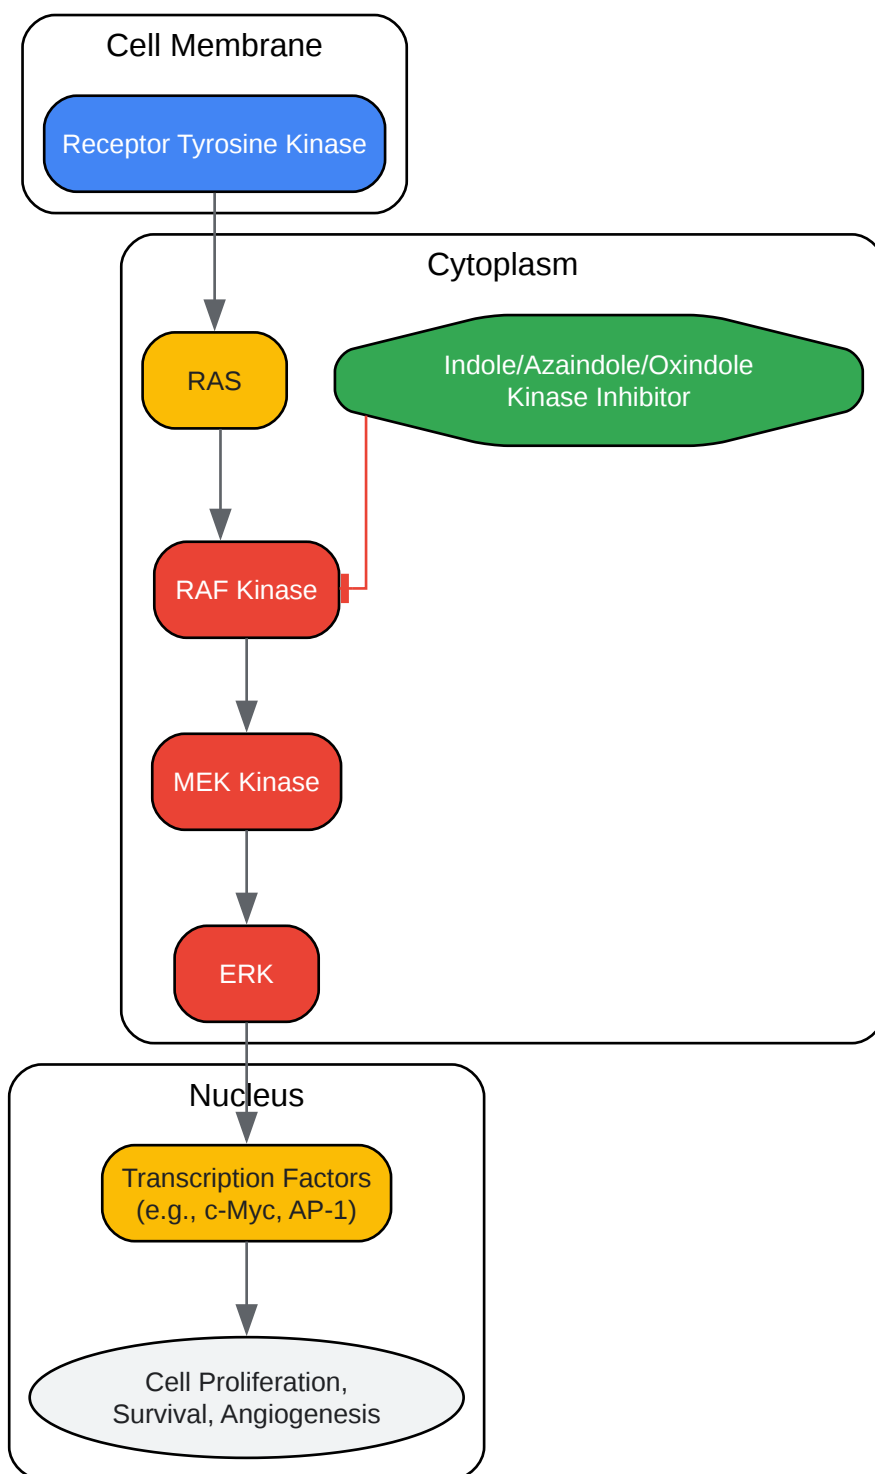 Cell Membrane
Receptor Tyrosine Kinase
Cytoplasm
RAS
Indole/Azaindole/Oxindole
Kinase Inhibitor
RAF Kinase
MEK Kinase
ERK
Nucleus
Transcription Factors
(e.g., c-Myc, AP-1)
Cell Proliferation,
Survival, Angiogenesis